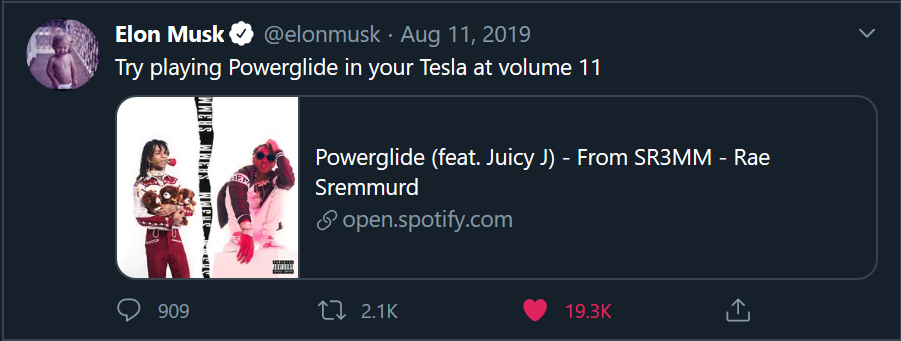 Elon Musk @elonmusk · Aug 11, 2019
Try playing Powerglide in your Tesla at volume 11
Powerglide (feat. Juicy J) - From SR3MM - Rae
Sremmurd
open.spotify.com
909 2.1K 19.3K